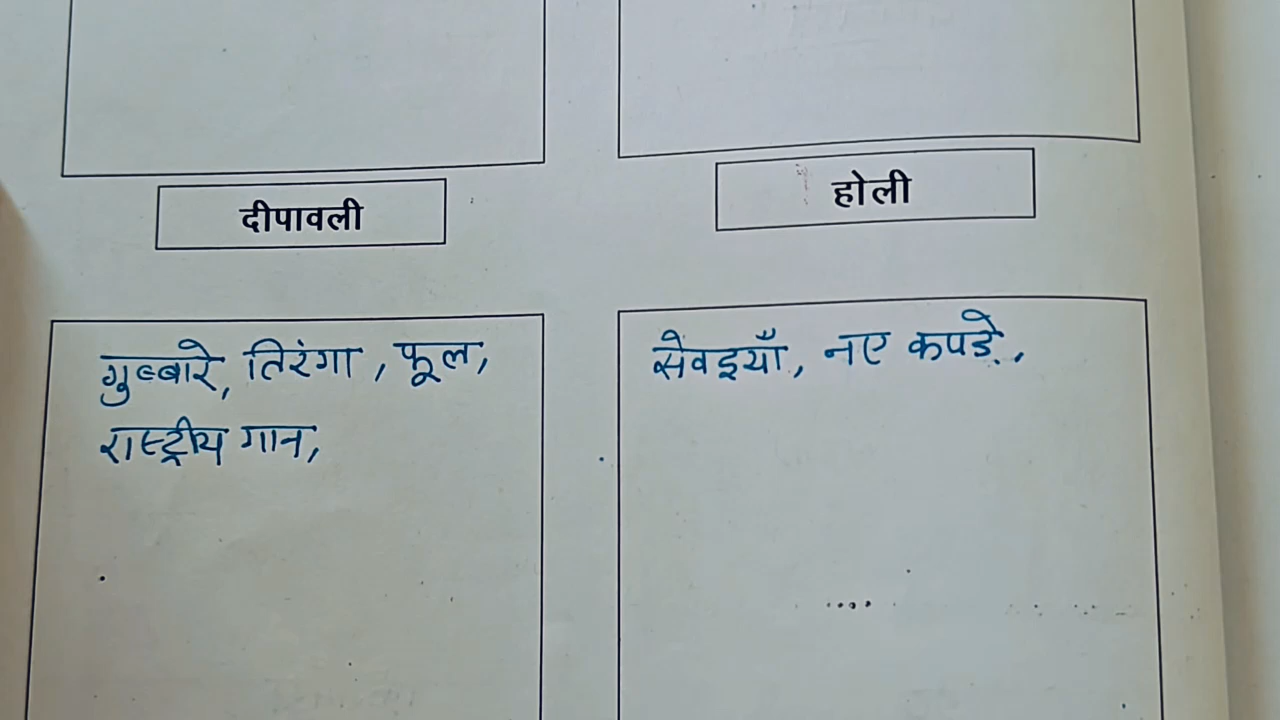 दीपावली
होली
गुब्बारे, तिरंगा, फूल,
रास्ट्रीय गान,
सेवइयाँ, नए कपड़े,